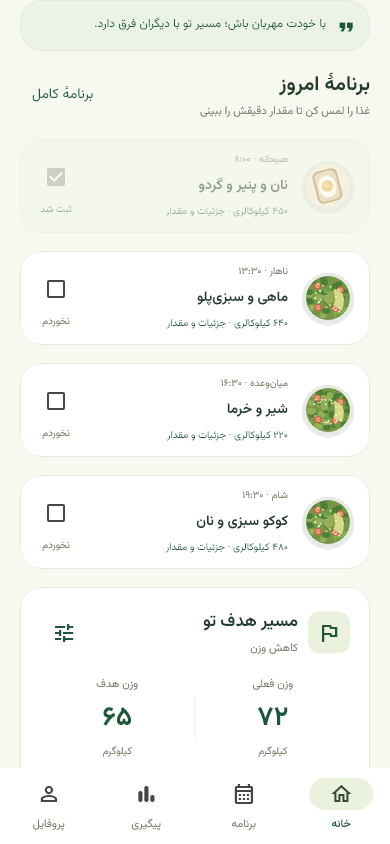 با خودت مهربان باش؛ مسیر تو با دیگران فرق دارد.
برنامهٔ امروز
برنامهٔ کامل
غذا را لمس کن تا مقدار دقیقش را ببینی
صبحانه · ۸:۰۰
نان و پنیر و گردو
۴۵۰ کیلوکالری · جزئیات و مقدار
ثبت شد
ناهار · ۱۳:۳۰
ماهی و سبزی‌پلو
۶۴۰ کیلوکالری · جزئیات و مقدار
نخوردم
میان‌وعده · ۱۶:۳۰
شیر و خرما
۲۲۰ کیلوکالری · جزئیات و مقدار
نخوردم
شام · ۱۹:۳۰
کوکو سبزی و نان
۴۸۰ کیلوکالری · جزئیات و مقدار
نخوردم
مسیر هدف تو
کاهش وزن
وزن فعلی
۷۲
کیلوگرم
وزن هدف
۶۵
کیلوگرم
خانه
برنامه
پیگیری
پروفایل